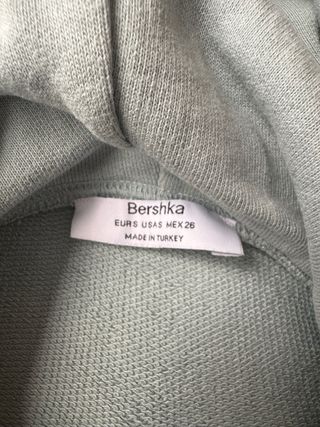 Bershka
EUR S USA S MEX 26
MADE IN TURKEY